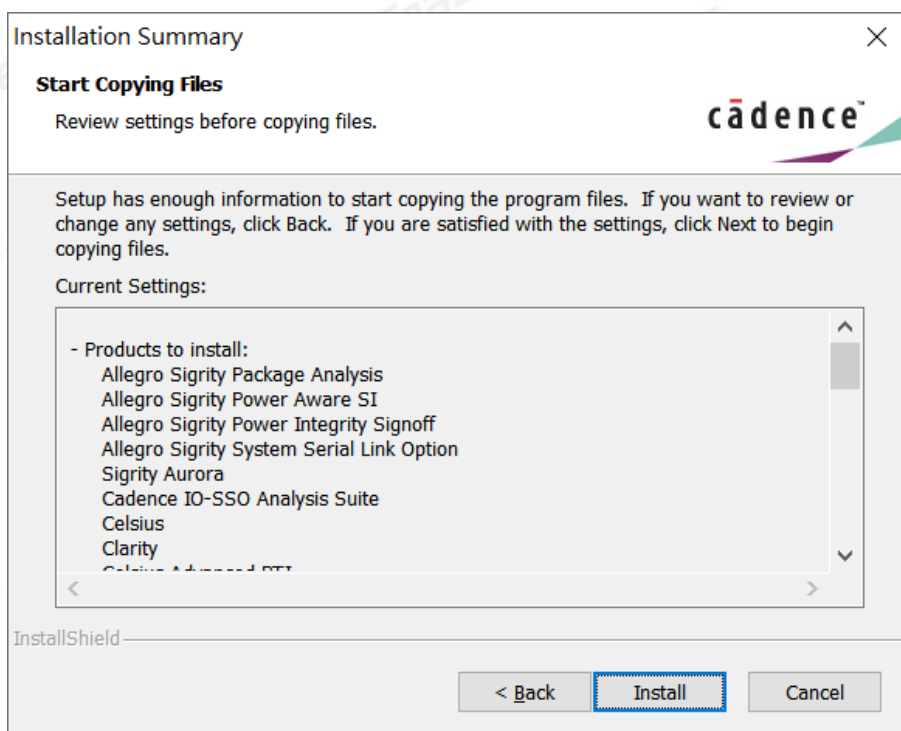 Installation Summary
Start Copying Files
Review settings before copying files.
cādence™
Setup has enough information to start copying the program files.  If you want to review or
change any settings, click Back.  If you are satisfied with the settings, click Next to begin
copying files.
Current Settings:
- Products to install:
Allegro Sigrity Package Analysis
Allegro Sigrity Power Aware SI
Allegro Sigrity Power Integrity Signoff
Allegro Sigrity System Serial Link Option
Sigrity Aurora
Cadence IO-SSO Analysis Suite
Celsius
Clarity
Celsius Advanced PTI
InstallShield
< Back
Install
Cancel